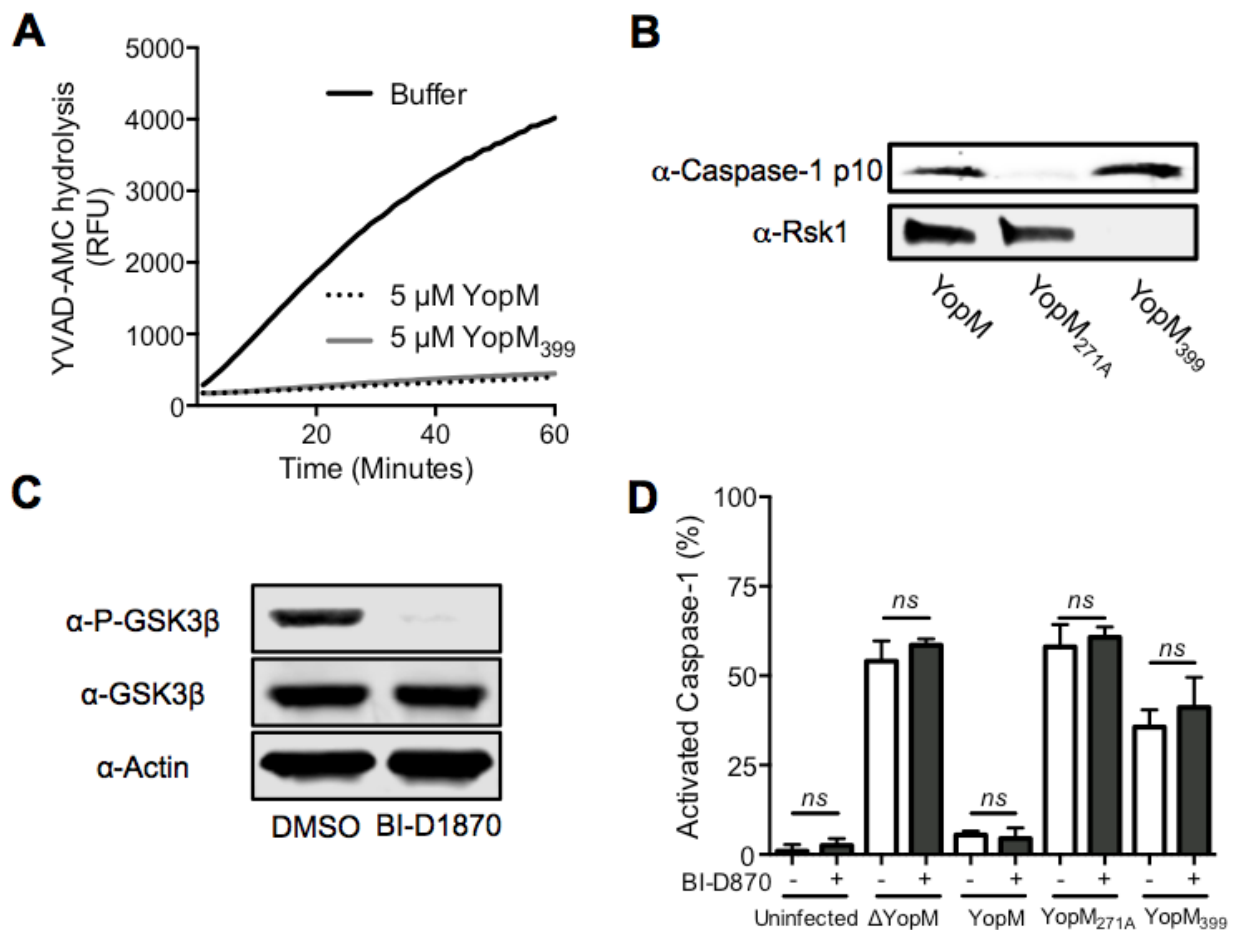 A
YVAD-AMC hydrolysis
(RFU)
5000
4000
3000
2000
1000
0
Buffer
5 µM YopM
5 µM YopM399
20 40 60
Time (Minutes)
B
α-Caspase-1 p10
α-Rsk1
YopM YopM271A YopM399
C
α-P-GSK3β
α-GSK3β
α-Actin
DMSO BI-D1870
D
Activated Caspase-1 (%)
100
75
50
25
0
ns ns ns ns ns
BI-D870 - + - + - + - + - +
Uninfected ΔYopM YopM YopM271A YopM399